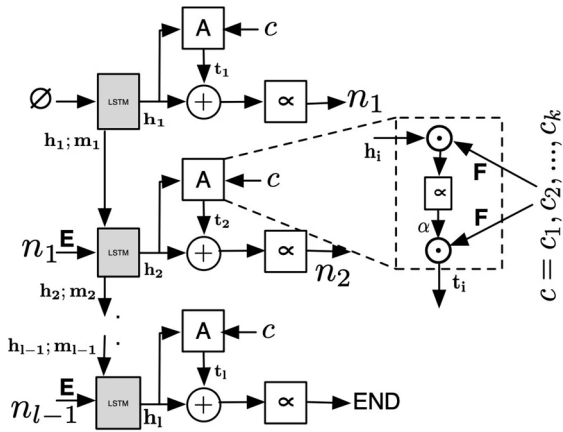 A
c
t₁
∅
LSTM
h₁
+
∝
n₁
h₁; m₁
A
c
t₂
n₁
E
LSTM
h₂
+
∝
n₂
h₂; m₂
hᵢ
⊙
F
∝
F
α
⊙
tᵢ
c = c₁, c₂, ..., cₖ
A
c
tₗ
hₗ₋₁; mₗ₋₁
nₗ₋₁
E
LSTM
hₗ
+
∝
END